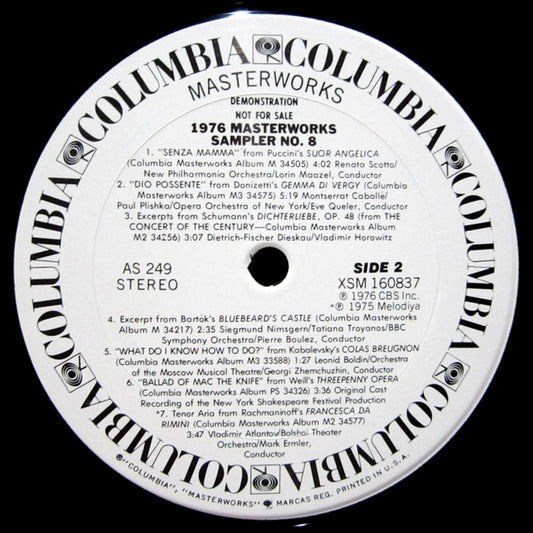 COLUMBIA COLUMBIA COLUMBIA COLUMBIA COLUMBIA COLUMBIA COLUMBIA
MASTERWORKS
DEMONSTRATION
NOT FOR SALE
1976 MASTERWORKS
SAMPLER NO. 8
1. "SENZA MAMMA" from Puccini's SUOR ANGELICA
(Columbia Masterworks Album M 34505) 4:02 Renata Scotto/
New Philharmonia Orchestra/Lorin Maazel, Conductor
2. "DIO POSSENTE" from Donizetti's GEMMA DI VERGY (Columbia
Masterworks Album M3 34575) 5:19 Montserrat Caballé/
Paul Plishka/Opera Orchestra of New York/Eve Queler, Conductor
3. Excerpts from Schumann's DICHTERLIEBE, OP. 48 (from THE
CONCERT OF THE CENTURY—Columbia Masterworks Album
M2 34256) 3:07 Dietrich-Fischer Dieskau/Vladimir Horowitz
AS 249
STEREO
SIDE 2
XSM 160837
℗ 1976 CBS Inc.
*℗ 1975 Melodiya
4. Excerpt from Bartók's BLUEBEARD'S CASTLE (Columbia Masterworks
Album M 34217) 2:35 Siegmund Nimsgern/Tatiana Troyanos/BBC
Symphony Orchestra/Pierre Boulez, Conductor
5. "WHAT DO I KNOW HOW TO DO?" from Kabalevsky's COLAS BREUGNON
(Columbia Masterworks Album M3 33588) 1:27 Leonid Boldin/Orchestra
of the Moscow Musical Theatre/Georgi Zhemchuzhin, Conductor
6. "BALLAD OF MAC THE KNIFE" from Weill's THREEPENNY OPERA
(Columbia Masterworks Album PS 34326) 3:36 Original Cast
Recording of the New York Shakespeare Festival Production
*7. Tenor Aria from Rachmaninoff's FRANCESCA DA
RIMINI (Columbia Masterworks Album M2 34577)
3:47 Vladimir Atlantov/Bolshoi Theater
Orchestra/Mark Ermler,
Conductor
® "COLUMBIA", "MASTERWORKS", MARCAS REG. PRINTED IN U.S.A.